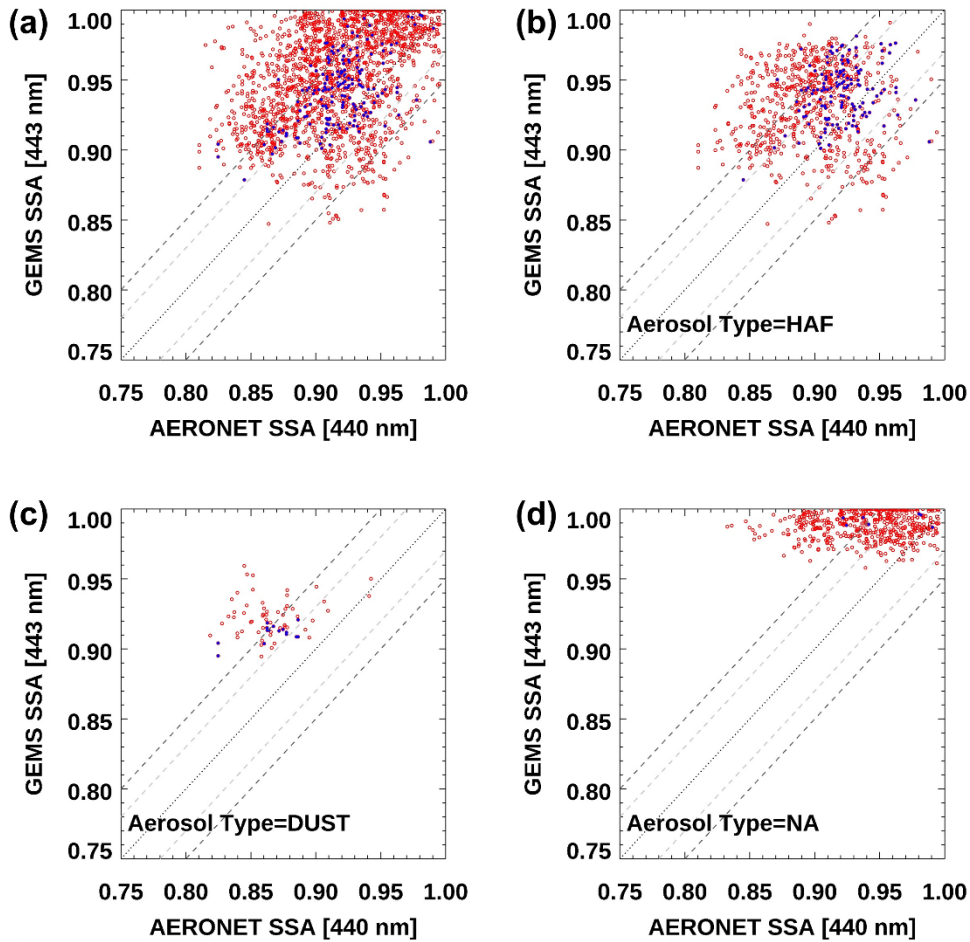 (a)
1.00
0.95
0.90
0.85
0.80
0.75
GEMS SSA [443 nm]
0.75 0.80 0.85 0.90 0.95 1.00
AERONET SSA [440 nm]
(b)
1.00
0.95
0.90
0.85
0.80
0.75
GEMS SSA [443 nm]
Aerosol Type=HAF
0.75 0.80 0.85 0.90 0.95 1.00
AERONET SSA [440 nm]
(c)
1.00
0.95
0.90
0.85
0.80
0.75
GEMS SSA [443 nm]
Aerosol Type=DUST
0.75 0.80 0.85 0.90 0.95 1.00
AERONET SSA [440 nm]
(d)
1.00
0.95
0.90
0.85
0.80
0.75
GEMS SSA [443 nm]
Aerosol Type=NA
0.75 0.80 0.85 0.90 0.95 1.00
AERONET SSA [440 nm]